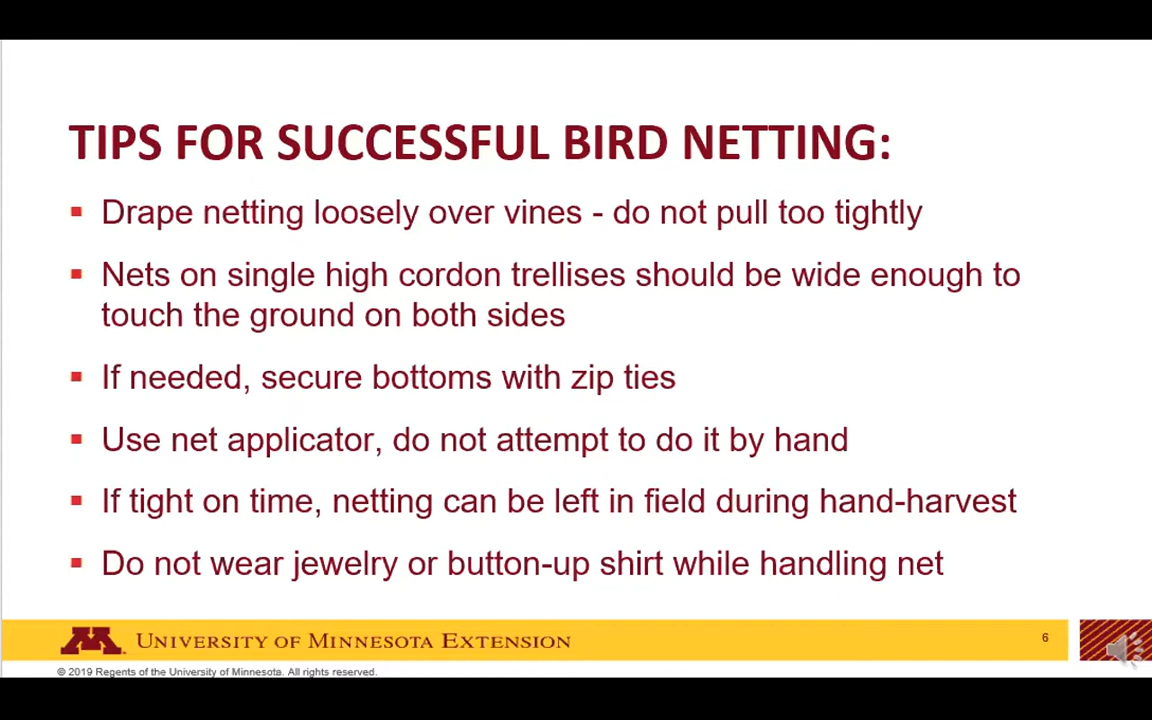 TIPS FOR SUCCESSFUL BIRD NETTING:
▪ Drape netting loosely over vines - do not pull too tightly
▪ Nets on single high cordon trellises should be wide enough to
touch the ground on both sides
▪ If needed, secure bottoms with zip ties
▪ Use net applicator, do not attempt to do it by hand
▪ If tight on time, netting can be left in field during hand-harvest
▪ Do not wear jewelry or button-up shirt while handling net
M UNIVERSITY OF MINNESOTA EXTENSION
6
© 2019 Regents of the University of Minnesota. All rights reserved.